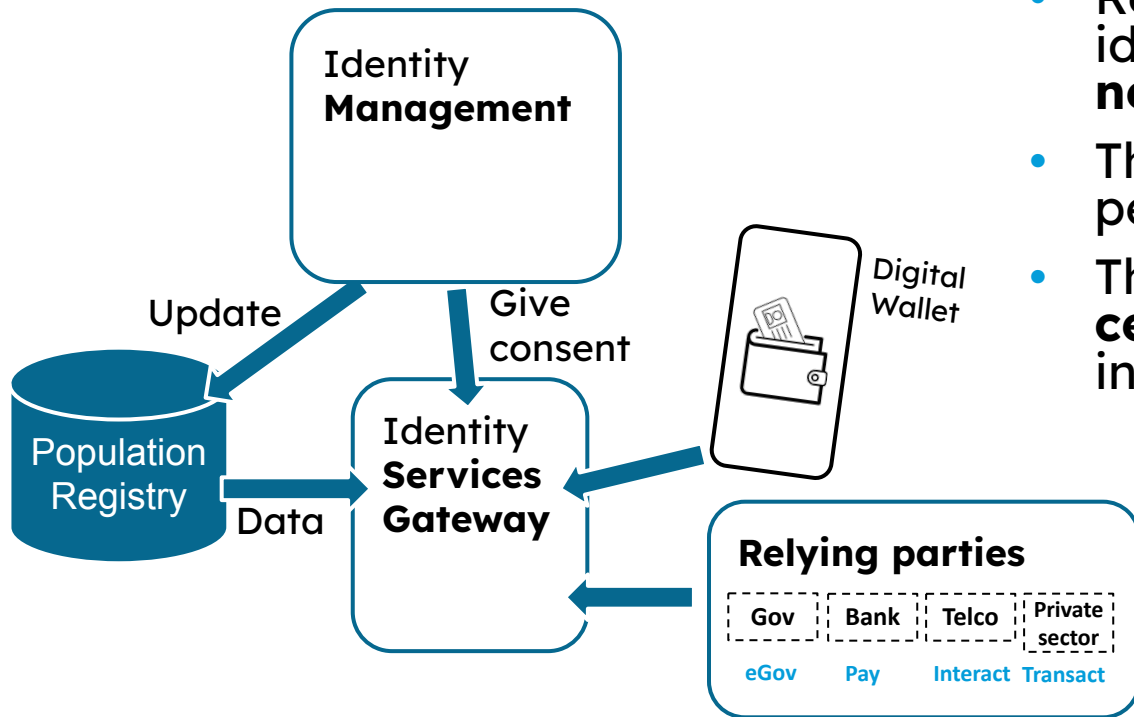 Identity
Management
Update
Give
consent
Digital
Wallet
Population
Registry
Data
Identity
Services
Gateway
Relying parties
Gov
Bank
Telco
Private
sector
eGov
Pay
Interact
Transact